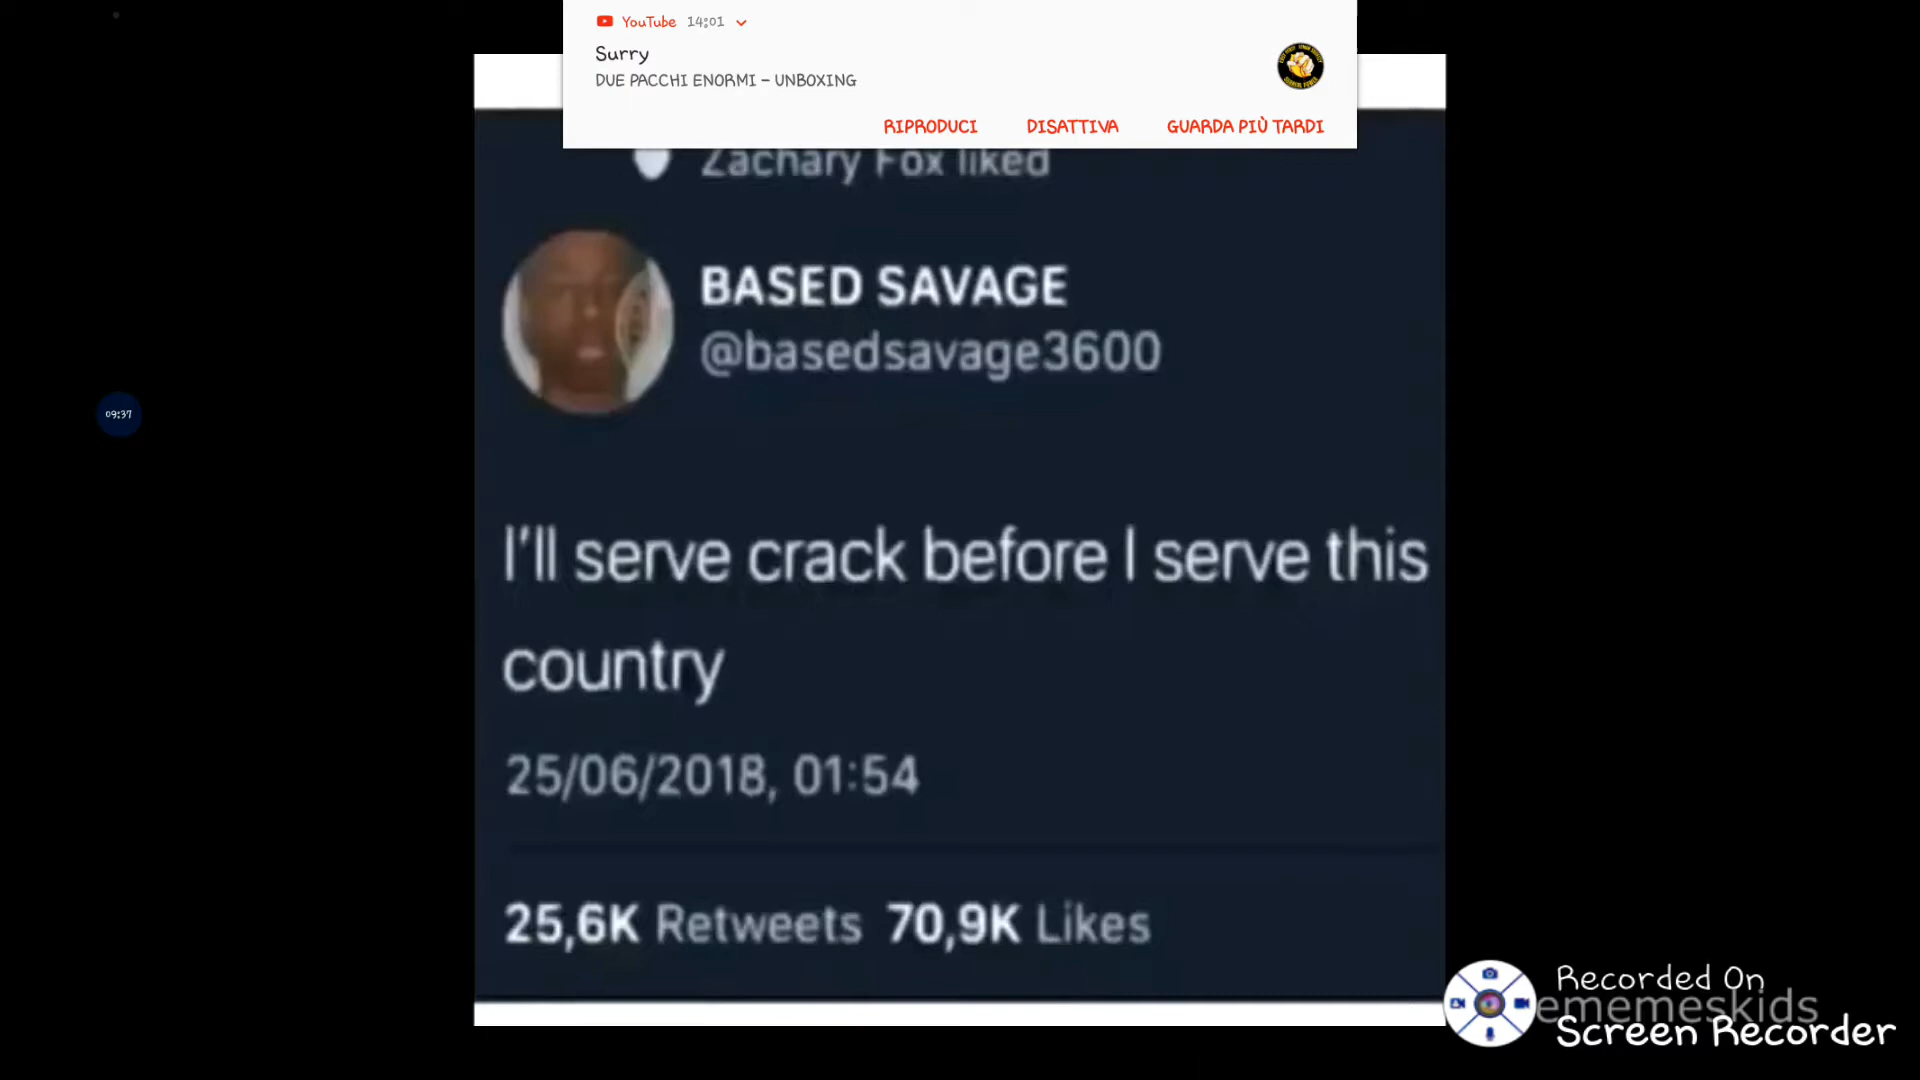 YouTube 14:01
Surry
DUE PACCHI ENORMI – UNBOXING
RIPRODUCI DISATTIVA GUARDA PIÙ TARDI
Zachary Fox liked
BASED SAVAGE
@basedsavage3600
09:37
I'll serve crack before I serve this
country
25/06/2018, 01:54
25,6K Retweets 70,9K Likes
Recorded On
ememeskids
Screen Recorder